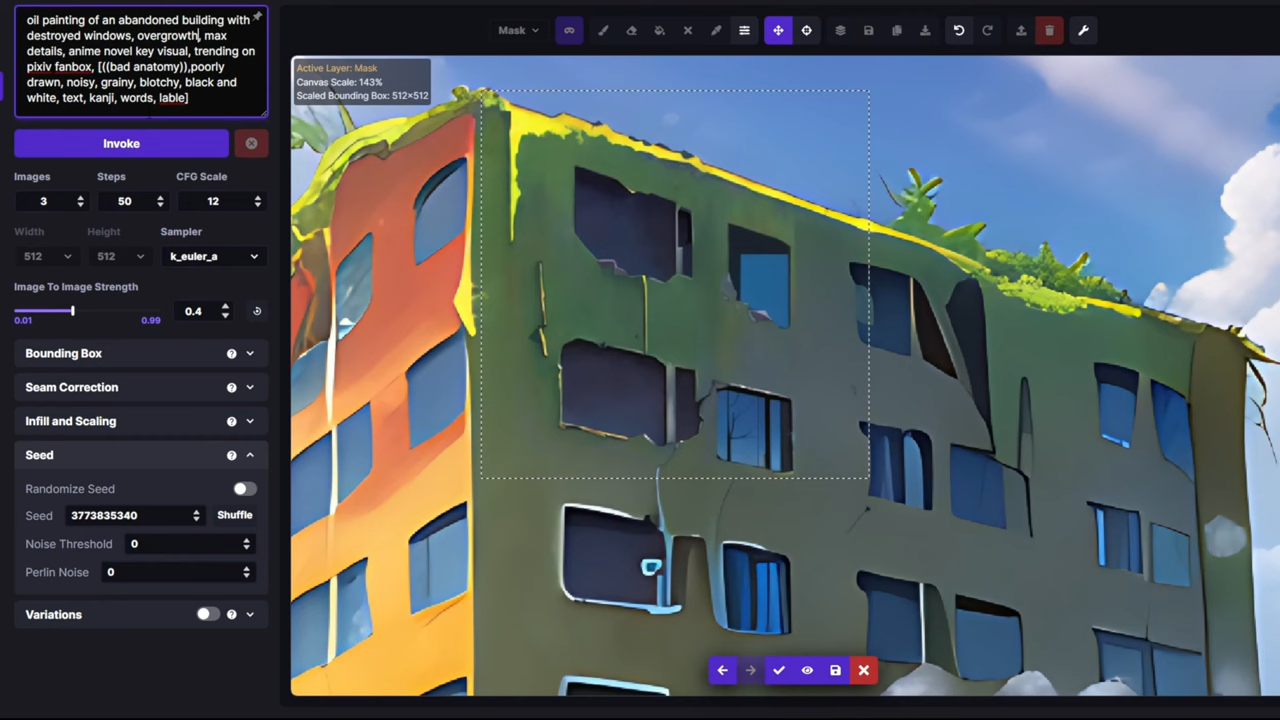 oil painting of an abandoned building with
destroyed windows, overgrowth, max
details, anime novel key visual, trending on
pixiv fanbox, [((bad anatomy)),poorly
drawn, noisy, grainy, blotchy, black and
white, text, kanji, words, lable]
Invoke
Images Steps CFG Scale
3 50 12
Width Height Sampler
512 512 k_euler_a
Image To Image Strength
0.4
0.01 0.99
Bounding Box
Seam Correction
Infill and Scaling
Seed
Randomize Seed
Seed 3773835340 Shuffle
Noise Threshold 0
Perlin Noise 0
Variations
Mask
Active Layer: Mask
Canvas Scale: 143%
Scaled Bounding Box: 512×512